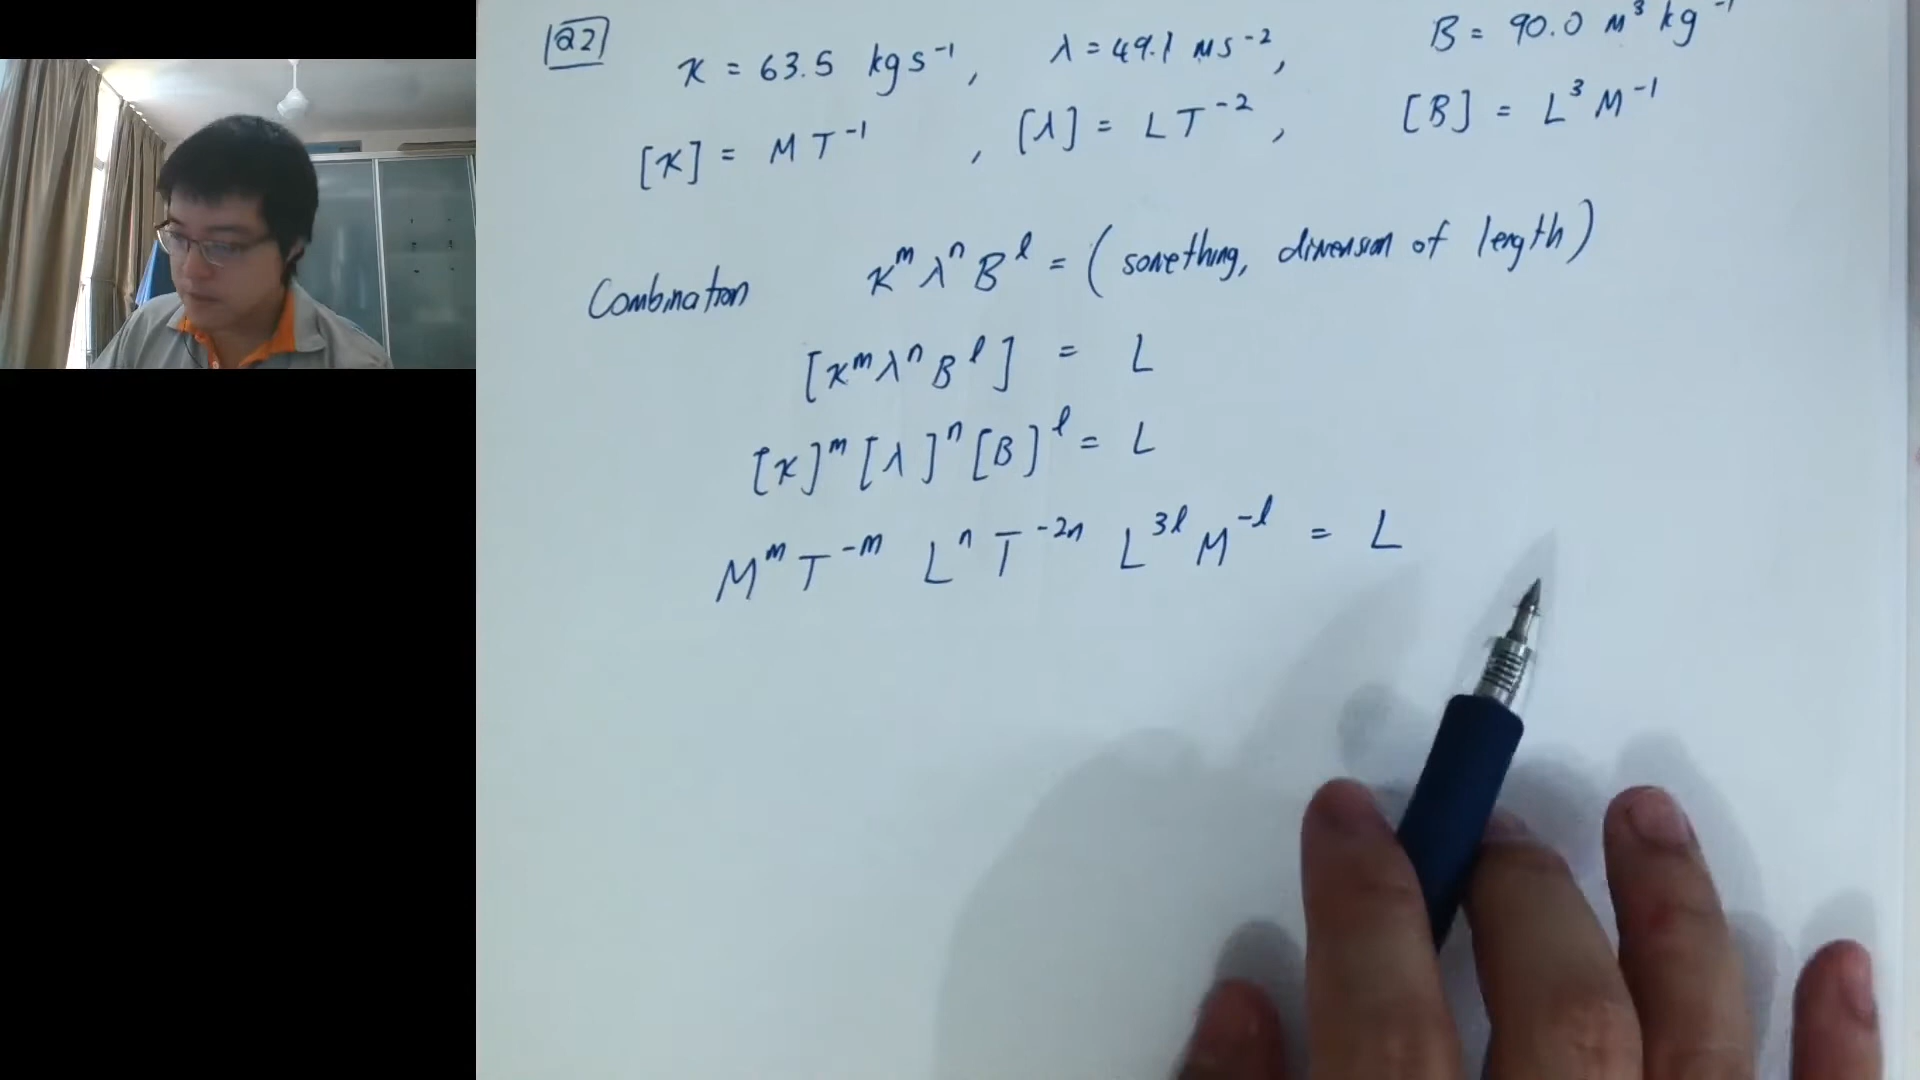 Q2
κ = 63.5 kg s⁻¹, λ = 49.1 m s⁻², B = 90.0 m³ kg⁻¹
[κ] = M T⁻¹, [λ] = L T⁻², [B] = L³ M⁻¹
Combination κᵐ λⁿ Bˡ = (something, dimension of length)
[κᵐ λⁿ Bˡ] = L
[κ]ᵐ [λ]ⁿ [B]ˡ = L
Mᵐ T⁻ᵐ Lⁿ T⁻²ⁿ L³ˡ M⁻ˡ = L